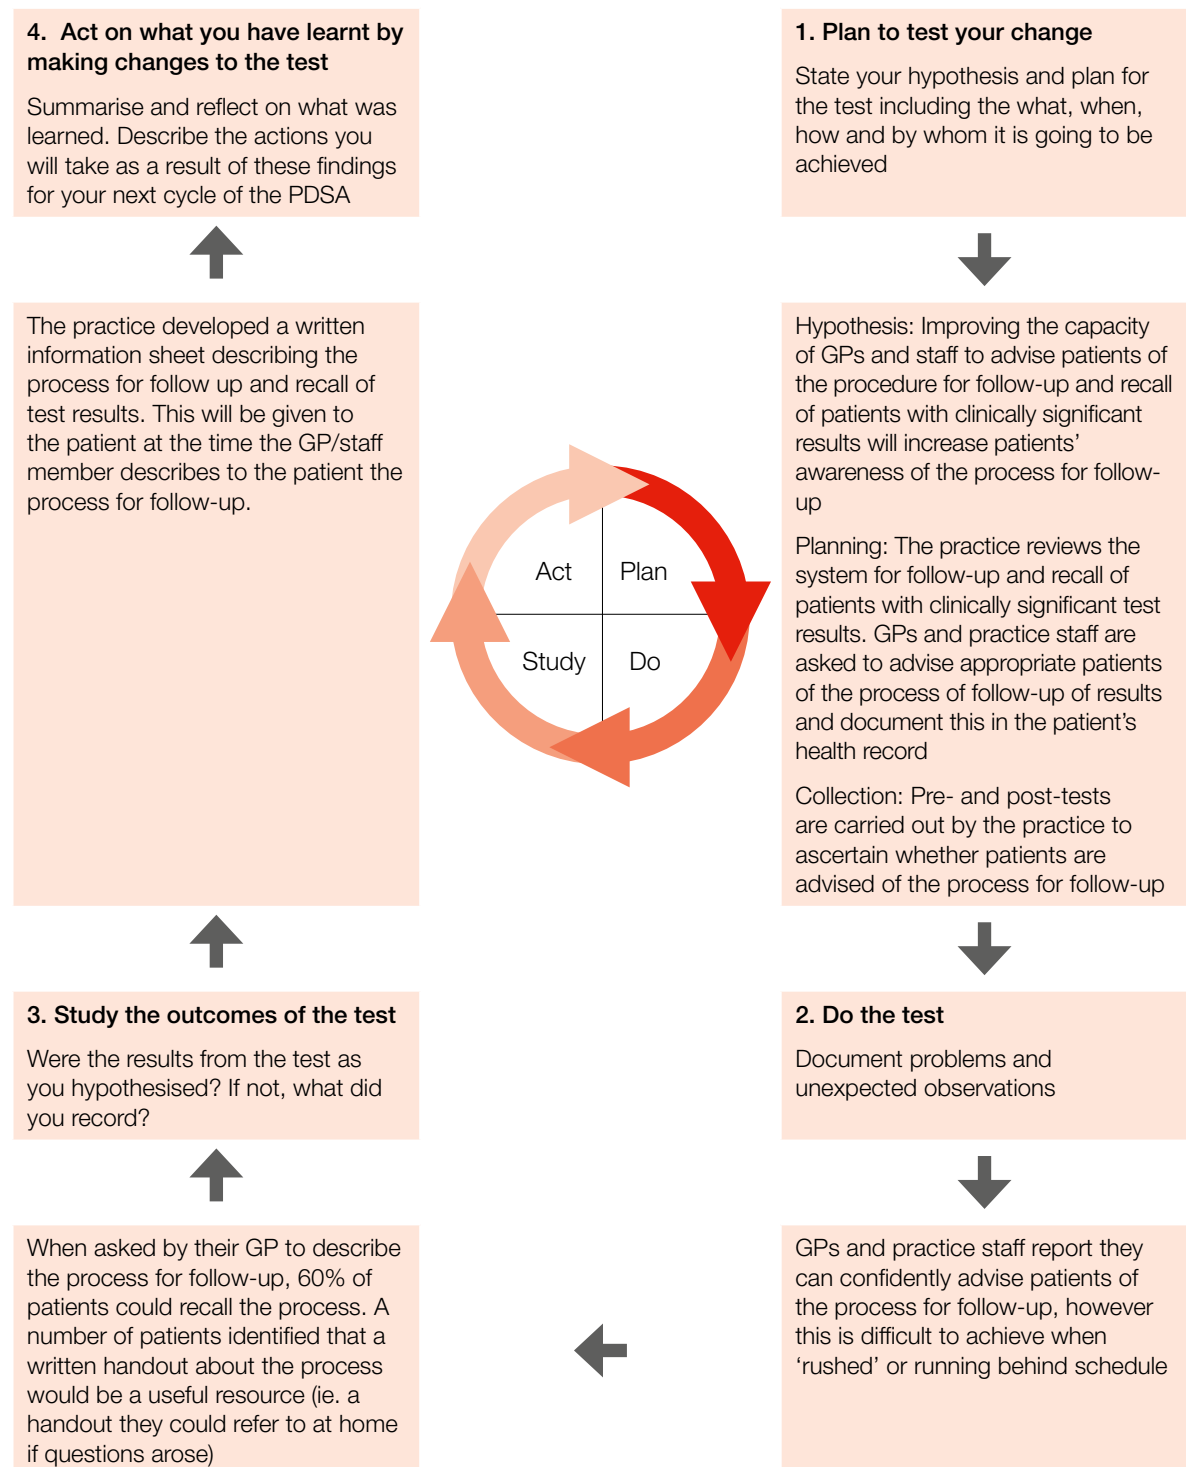 4. Act on what you have learnt by
making changes to the test
Summarise and reflect on what was
learned. Describe the actions you
will take as a result of these findings
for your next cycle of the PDSA
1. Plan to test your change
State your hypothesis and plan for
the test including the what, when,
how and by whom it is going to be
achieved
The practice developed a written
information sheet describing the
process for follow up and recall of
test results. This will be given to
the patient at the time the GP/staff
member describes to the patient the
process for follow-up.
Act
Plan
Study
Do
Hypothesis: Improving the capacity
of GPs and staff to advise patients of
the procedure for follow-up and recall
of patients with clinically significant
results will increase patients’
awareness of the process for follow-
up
Planning: The practice reviews the
system for follow-up and recall of
patients with clinically significant test
results. GPs and practice staff are
asked to advise appropriate patients
of the process of follow-up of results
and document this in the patient’s
health record
Collection: Pre- and post-tests
are carried out by the practice to
ascertain whether patients are
advised of the process for follow-up
3. Study the outcomes of the test
Were the results from the test as
you hypothesised? If not, what did
you record?
2. Do the test
Document problems and
unexpected observations
When asked by their GP to describe
the process for follow-up, 60% of
patients could recall the process. A
number of patients identified that a
written handout about the process
would be a useful resource (ie. a
handout they could refer to at home
if questions arose)
GPs and practice staff report they
can confidently advise patients of
the process for follow-up, however
this is difficult to achieve when
‘rushed’ or running behind schedule